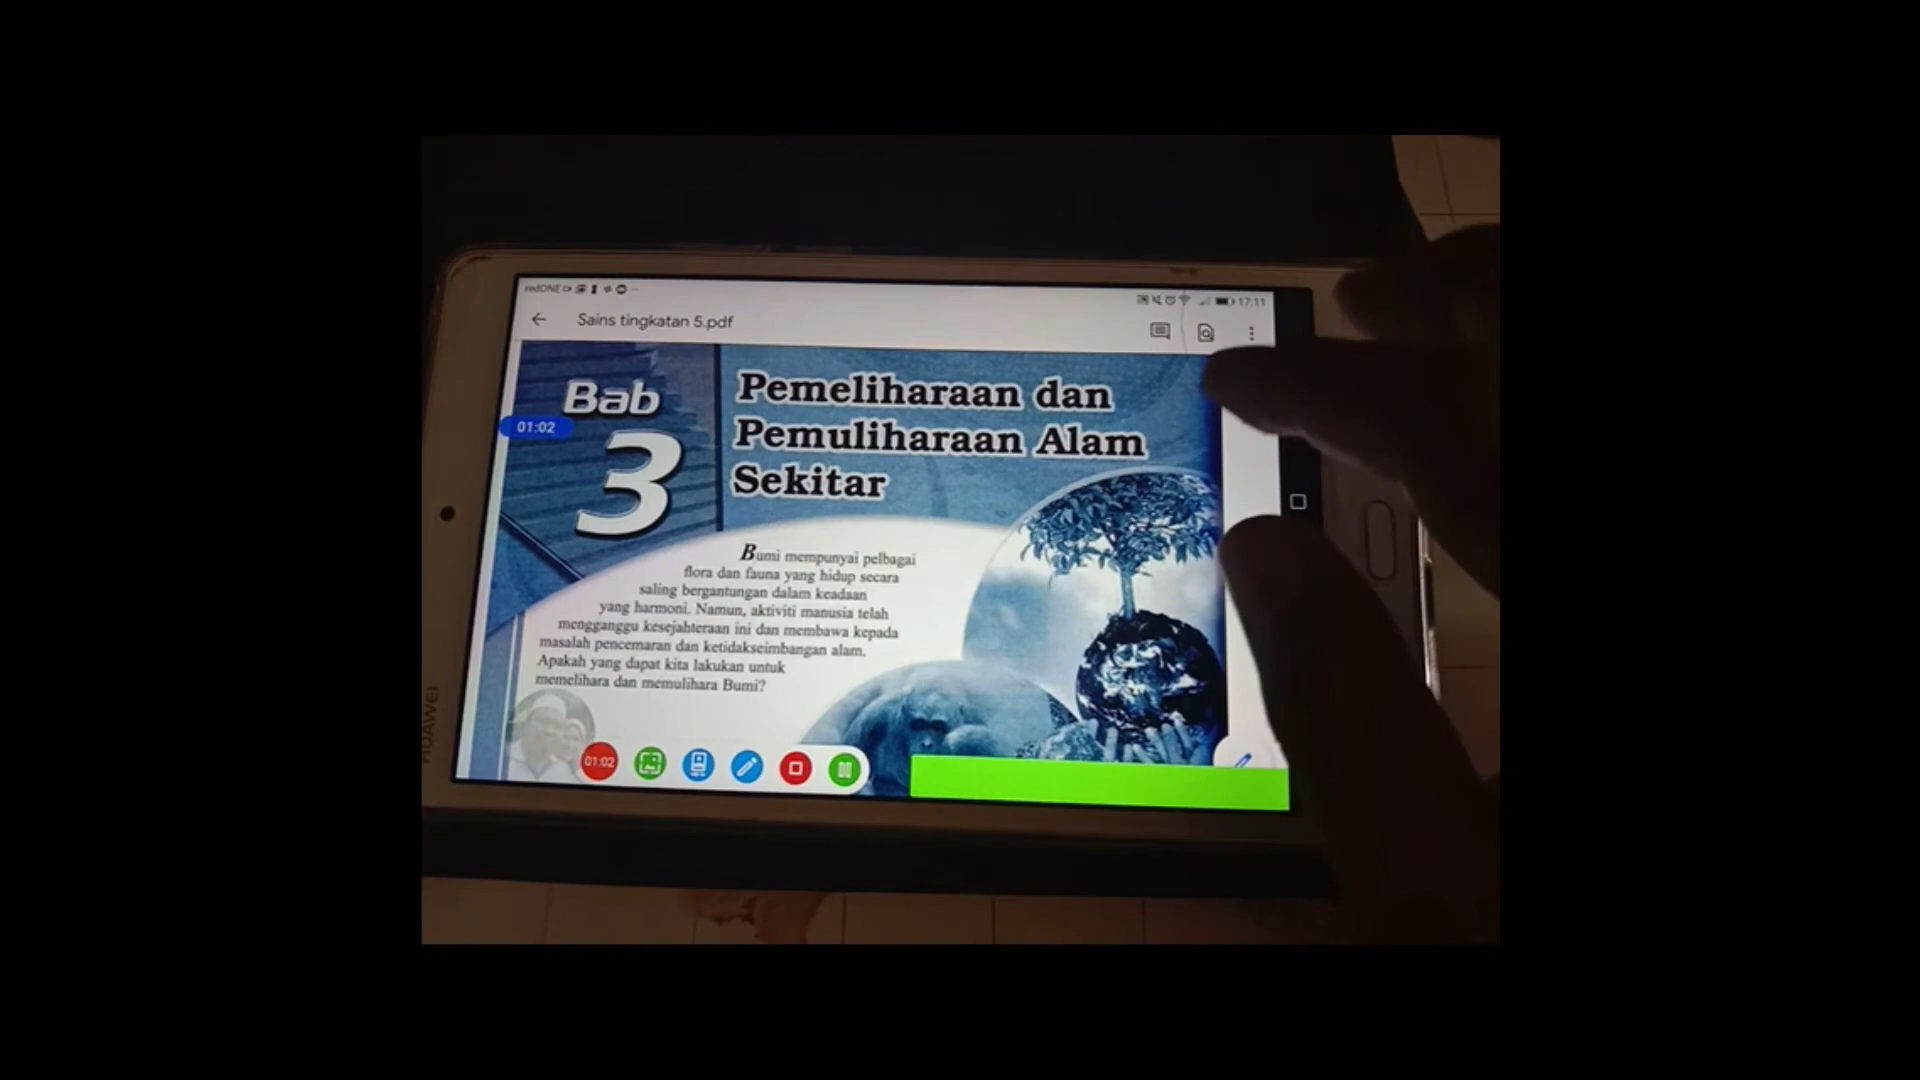 redONE
17:11
Sains tingkatan 5.pdf
Bab
3
01:02
Pemeliharaan dan
Pemuliharaan Alam
Sekitar
Bumi mempunyai pelbagai
flora dan fauna yang hidup secara
saling bergantungan dalam keadaan
yang harmoni. Namun, aktiviti manusia telah
mengganggu kesejahteraan ini dan membawa kepada
masalah pencemaran dan ketidakseimbangan alam.
Apakah yang dapat kita lakukan untuk
memelihara dan memulihara Bumi?
01:02
HUAWEI